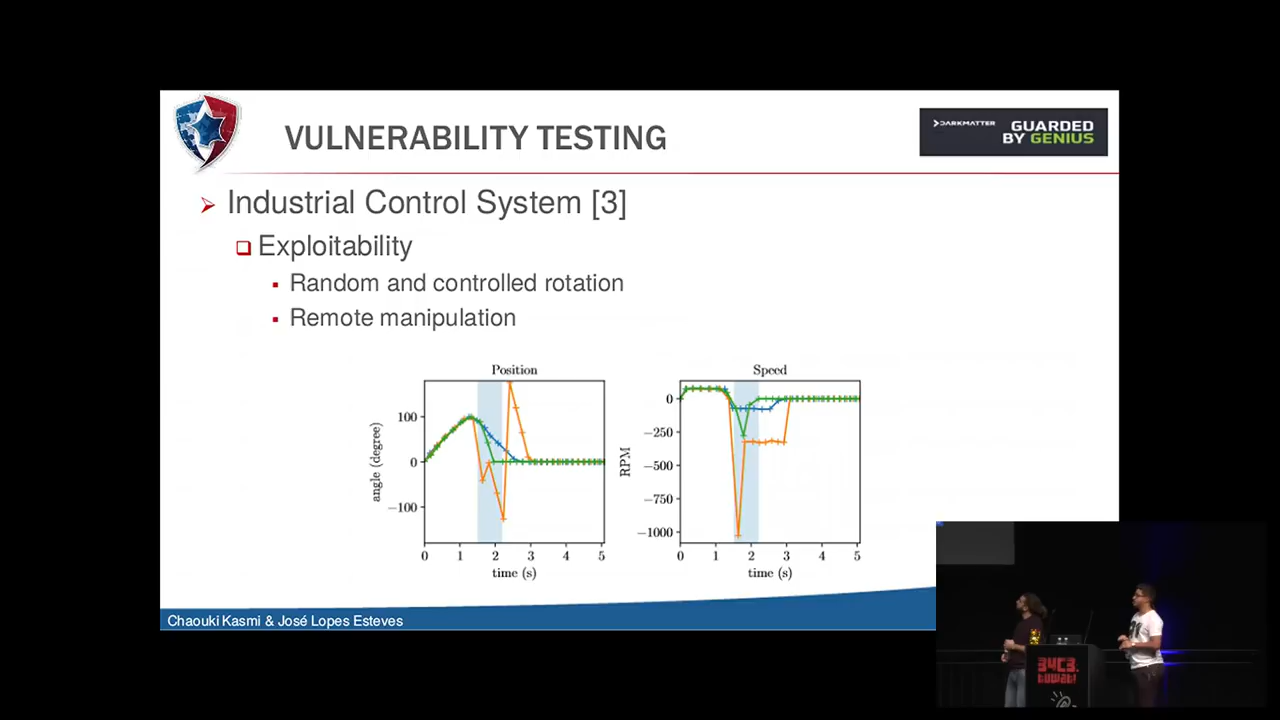 VULNERABILITY TESTING
DARKMATTER
GUARDED
BY GENIUS
Industrial Control System [3]
Exploitability
Random and controlled rotation
Remote manipulation
Position
100
0
−100
angle (degree)
0 1 2 3 4 5
time (s)
Speed
0
−250
−500
−750
−1000
RPM
0 1 2 3 4 5
time (s)
Chaouki Kasmi & José Lopes Esteves
34C3.
tuwat!